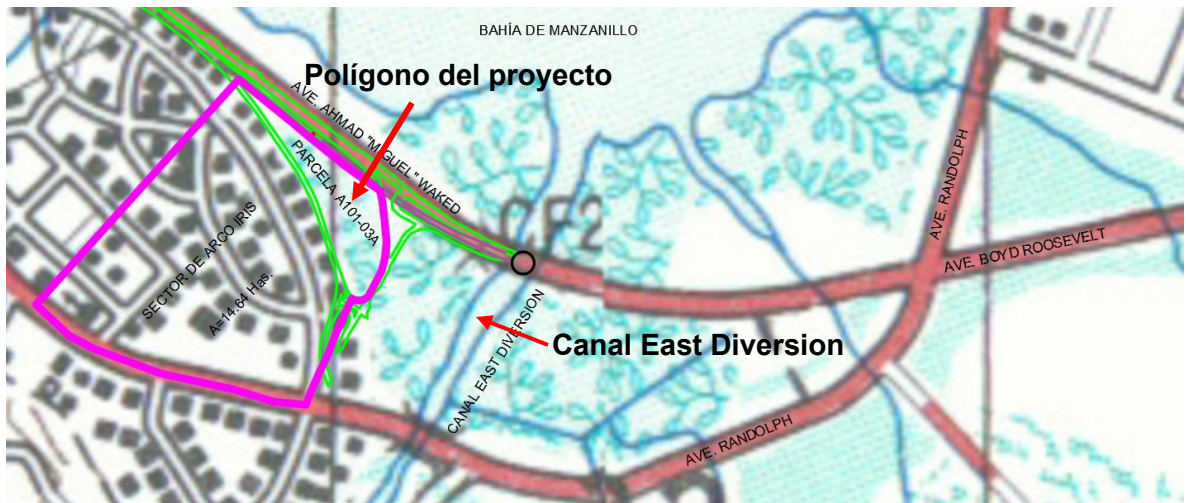 BAHÍA DE MANZANILLO
Polígono del proyecto
AVE. AHMAD "MIGUEL" WAKED
PARCELA A101-03A
SECTOR DE ARCO IRIS
A=14.64 Has.
CF2
AVE. RANDOLPH
AVE. BOYD ROOSEVELT
Canal East Diversion
CANAL EAST DIVERSION
AVE. RANDOLPH